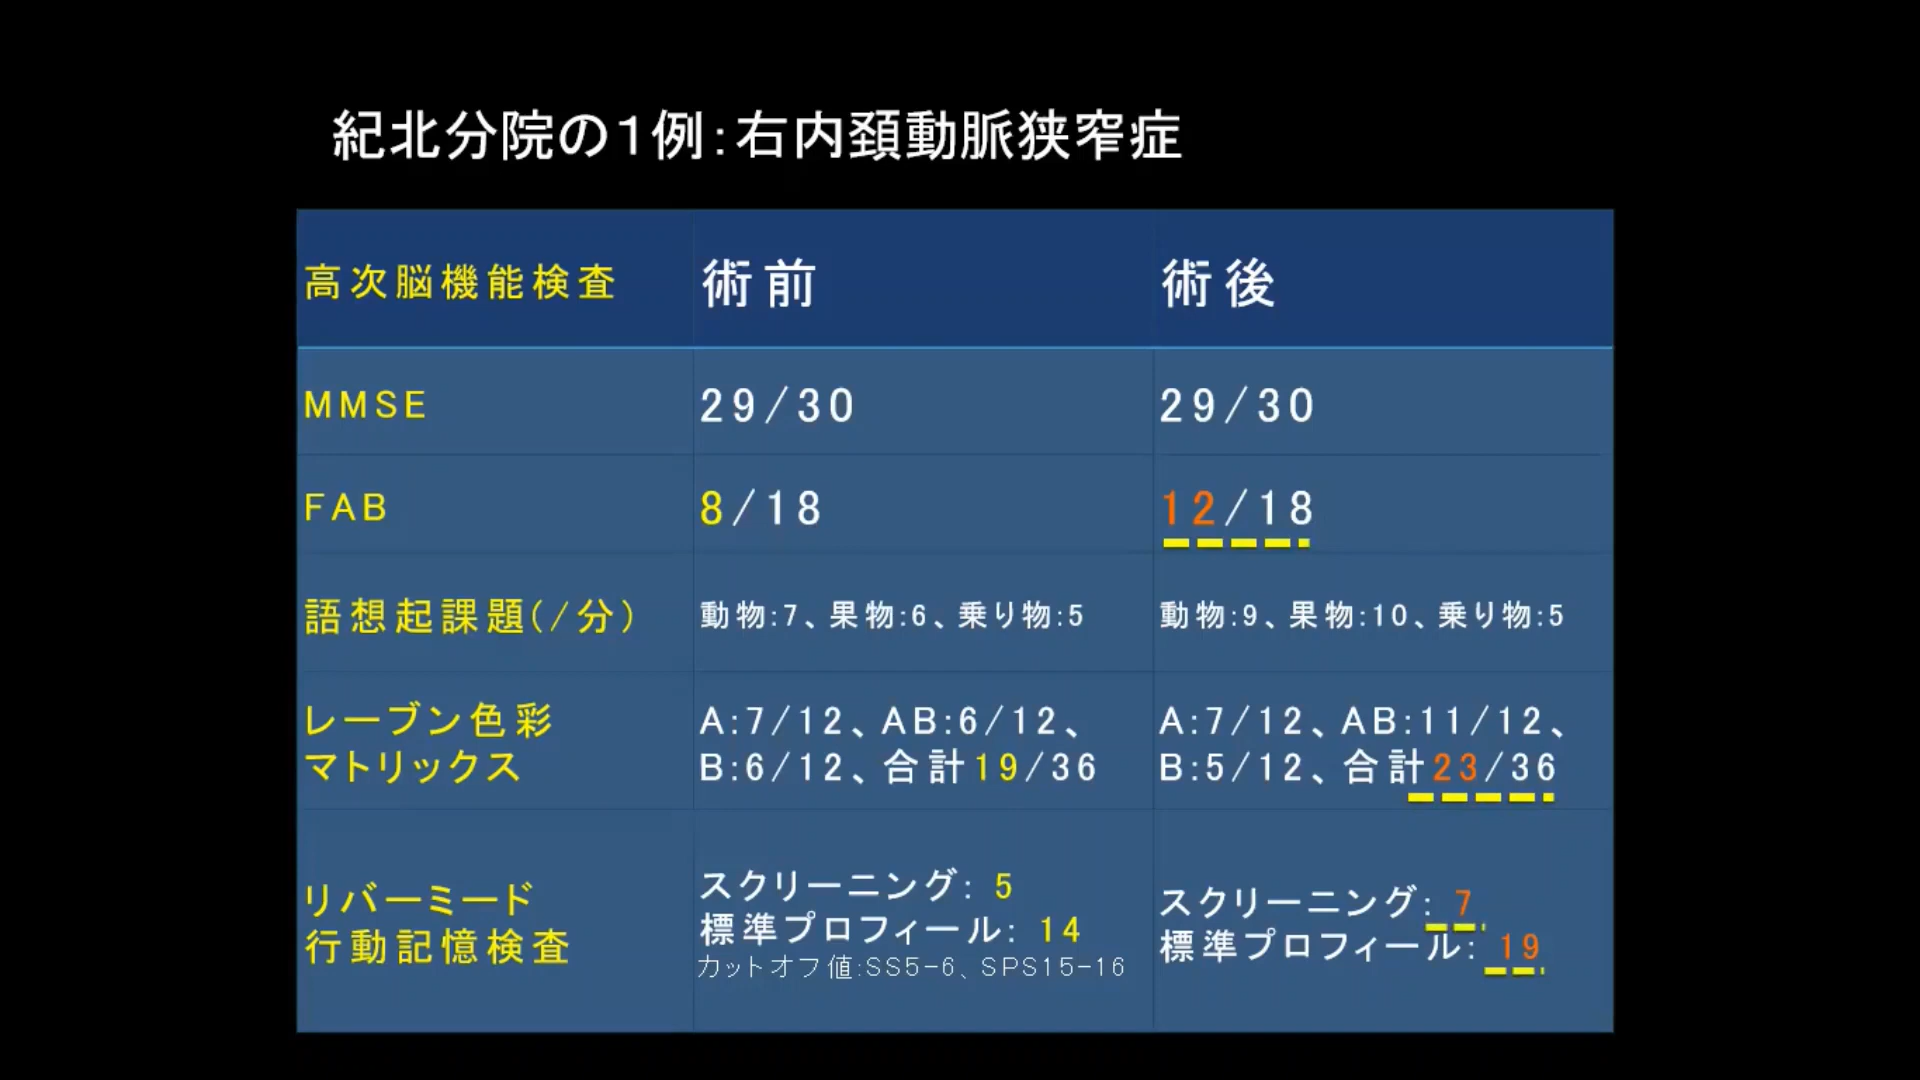 紀北分院の1例:右内頚動脈狭窄症
高次脳機能検査 術前 術後
MMSE 29/30 29/30
FAB 8/18 12/18
語想起課題(/分) 動物:7、果物:6、乗り物:5 動物:9、果物:10、乗り物:5
レーブン色彩
マトリックス
A:7/12、AB:6/12、
B:6/12、合計19/36
A:7/12、AB:11/12、
B:5/12、合計23/36
リバーミード
行動記憶検査
スクリーニング: 5
標準プロフィール: 14
カットオフ値:SS5-6、SPS15-16
スクリーニング: 7
標準プロフィール: 19